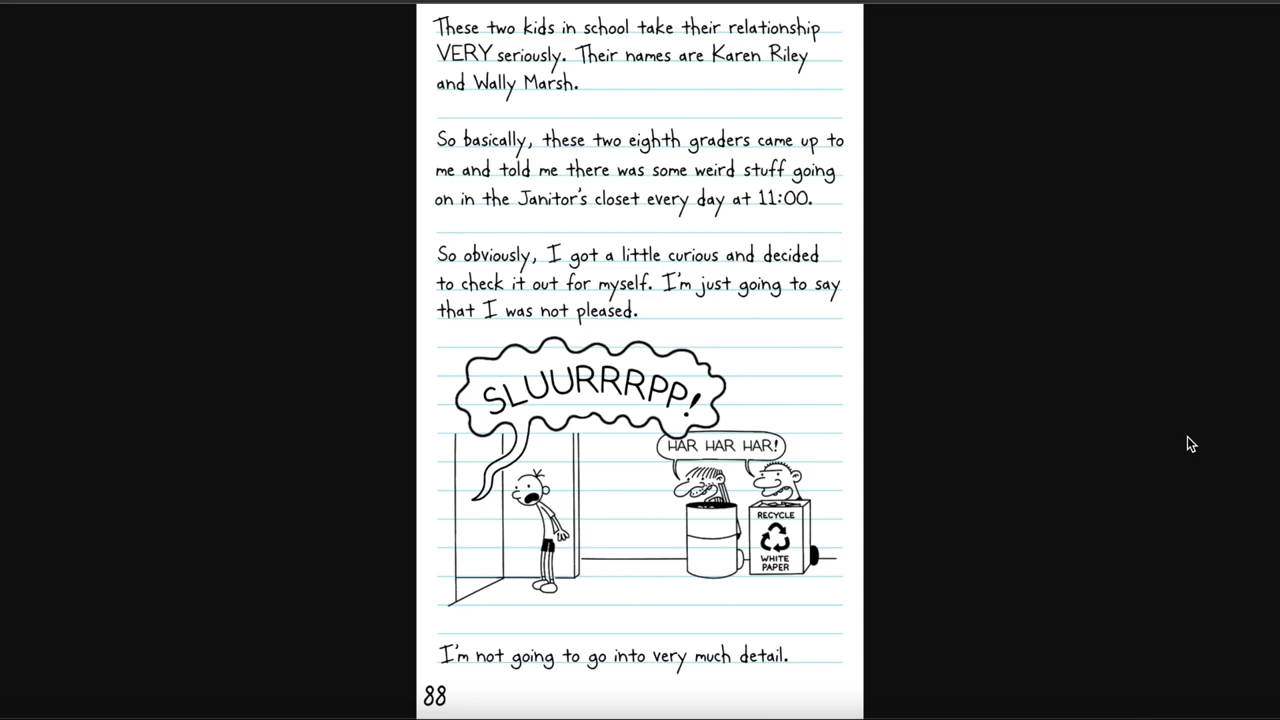 These two kids in school take their relationship
VERY seriously. Their names are Karen Riley
and Wally Marsh.
So basically, these two eighth graders came up to
me and told me there was some weird stuff going
on in the Janitor's closet every day at 11:00.
So obviously, I got a little curious and decided
to check it out for myself. I'm just going to say
that I was not pleased.
SLUURRRRPP!
HAR HAR HAR!
RECYCLE
WHITE
PAPER
I'm not going to go into very much detail.
88